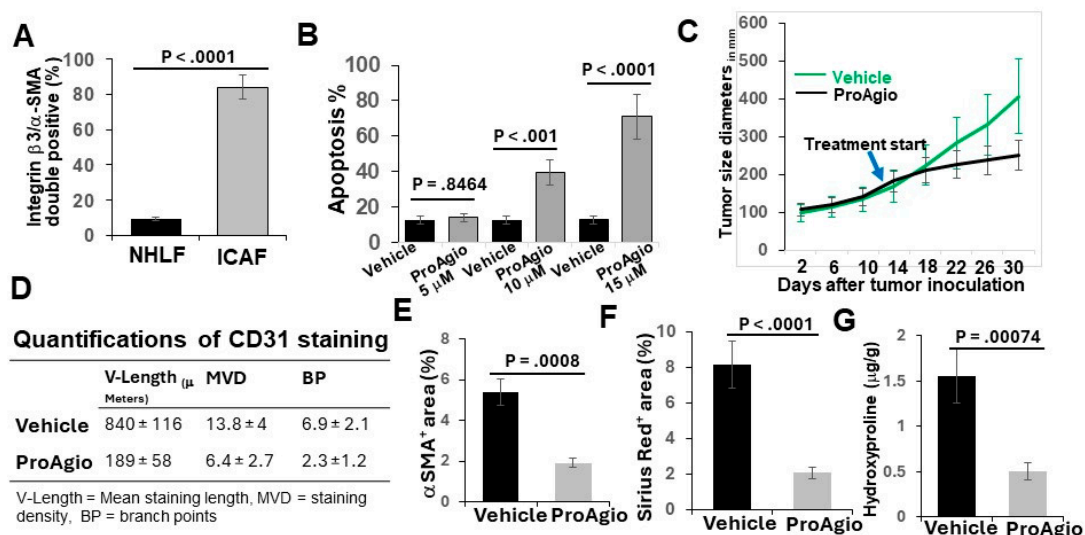 A
P < .0001
Integrin β3/α-SMA
double positive (%)
100
80
60
40
20
0
NHLF ICAF
B
P < .0001
P < .001
P = .8464
Apoptosis %
100
80
60
40
20
0
Vehicle
ProAgio
5 μM
Vehicle
ProAgio
10 μM
Vehicle
ProAgio
15 μM
C
Tumor size diameters in mm
600
500
400
300
200
100
0
Vehicle
ProAgio
Treatment start
2 6 10 14 18 22 26 30
Days after tumor inoculation
D
Quantifications of CD31 staining
V-Length (μ MVD BP
Meters)
Vehicle 840 ± 116 13.8 ± 4 6.9 ± 2.1
ProAgio 189 ± 58 6.4 ± 2.7 2.3 ± 1.2
V-Length = Mean staining length, MVD = staining
density, BP = branch points
E
P = .0008
αSMA+ area (%)
8
6
4
2
0
Vehicle ProAgio
F
P < .0001
Sirius Red+ area (%)
10
8
6
4
2
0
Vehicle ProAgio
G
P = .00074
Hydroxyproline (μg/g)
2
1.5
1
0.5
0
Vehicle ProAgio